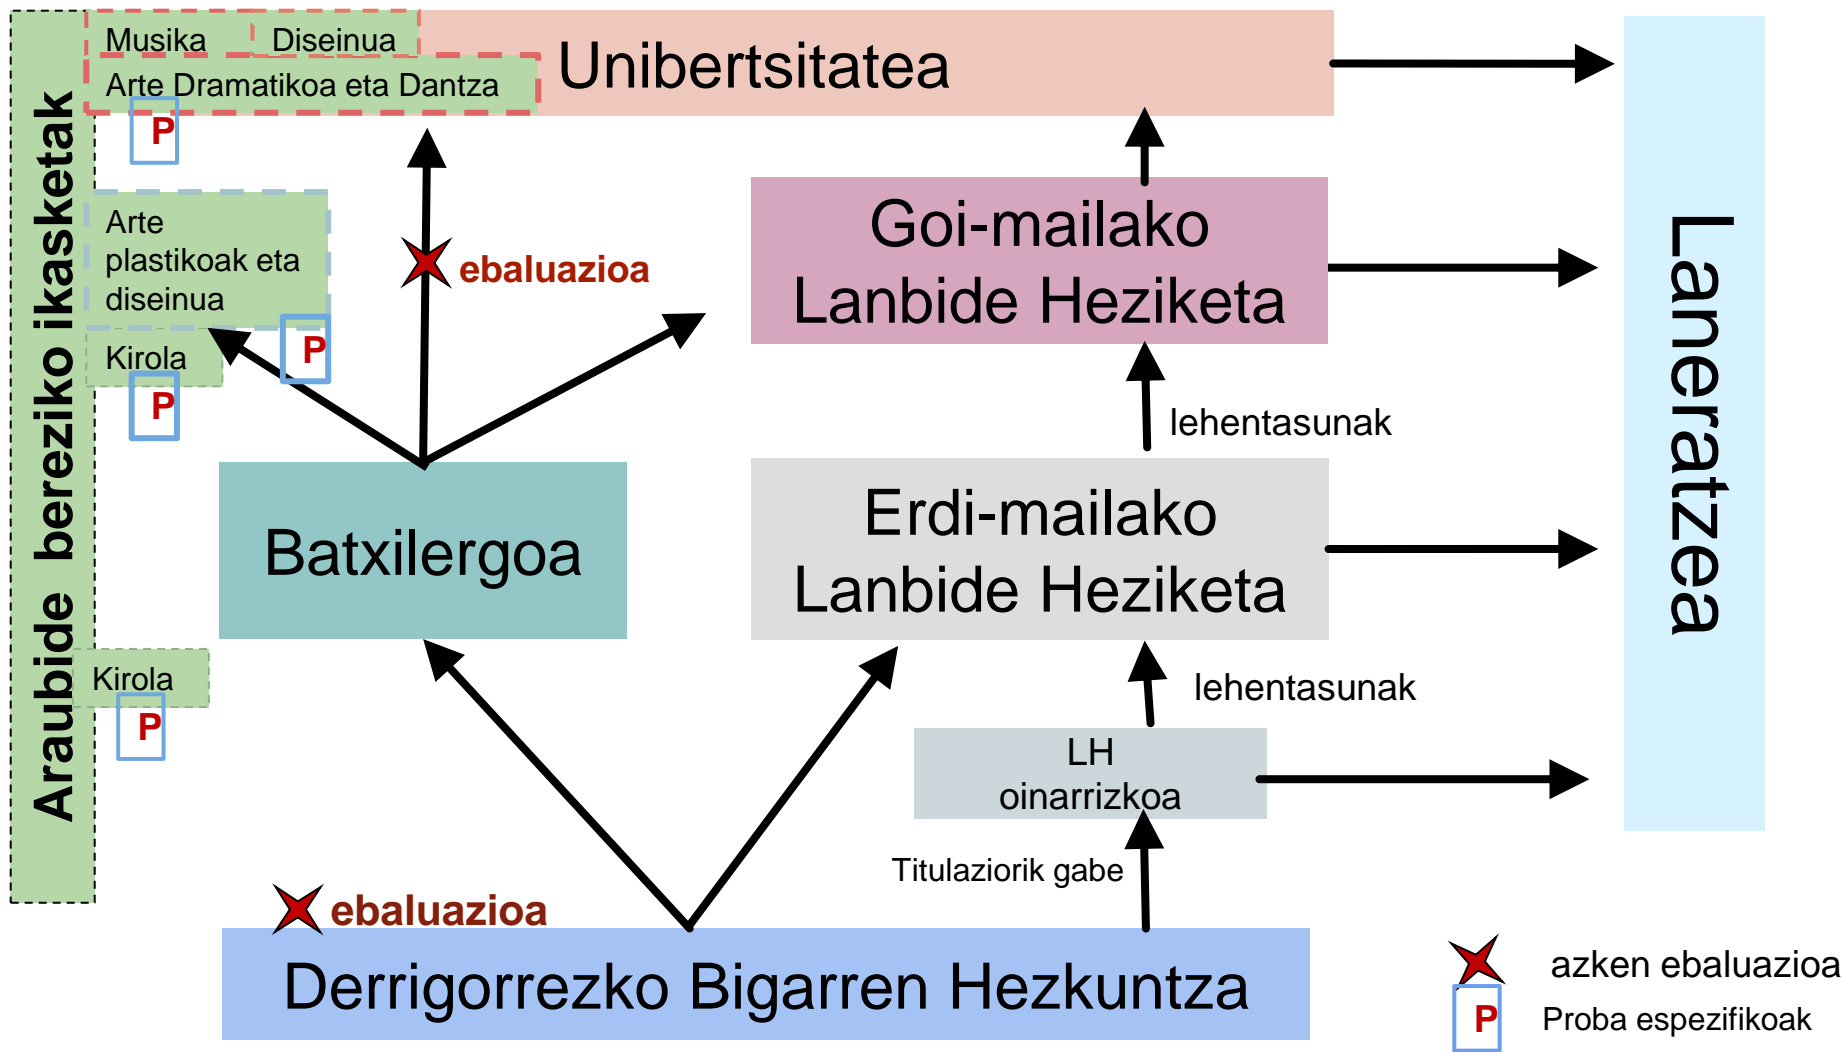 Araubide bereziko ikasketak
Musika
Diseinua
Arte Dramatikoa eta Dantza
P
Unibertsitatea
Arte
plastikoak eta
diseinua
P
Kirola
P
ebaluazioa
Goi-mailako
Lanbide Heziketa
lehentasunak
Batxilergoa
Erdi-mailako
Lanbide Heziketa
Kirola
P
lehentasunak
LH
oinarrizkoa
Titulaziorik gabe
ebaluazioa
Derrigorrezko Bigarren Hezkuntza
Laneratzea
azken ebaluazioa
P
Proba espezifikoak